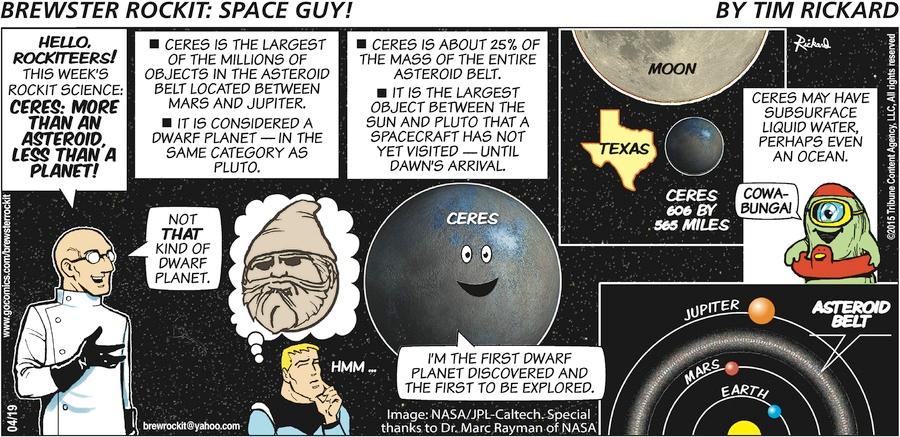 BREWSTER ROCKIT: SPACE GUY!
BY TIM RICKARD
HELLO,
ROCKITEERS!
THIS WEEK'S
ROCKIT SCIENCE:
CERES: MORE
THAN AN
ASTEROID,
LESS THAN A
PLANET!
■ CERES IS THE LARGEST
OF THE MILLIONS OF
OBJECTS IN THE ASTEROID
BELT LOCATED BETWEEN
MARS AND JUPITER.
■ IT IS CONSIDERED A
DWARF PLANET — IN THE
SAME CATEGORY AS
PLUTO.
■ CERES IS ABOUT 25% OF
THE MASS OF THE ENTIRE
ASTEROID BELT.
■ IT IS THE LARGEST
OBJECT BETWEEN THE
SUN AND PLUTO THAT A
SPACECRAFT HAS NOT
YET VISITED — UNTIL
DAWN'S ARRIVAL.
NOT
THAT
KIND OF
DWARF
PLANET.
HMM ...
CERES
I'M THE FIRST DWARF
PLANET DISCOVERED AND
THE FIRST TO BE EXPLORED.
MOON
TEXAS
CERES
606 BY
565 MILES
Rickard
CERES MAY HAVE
SUBSURFACE
LIQUID WATER,
PERHAPS EVEN
AN OCEAN.
COWA-
BUNGA!
JUPITER
ASTEROID
BELT
MARS
EARTH
Image: NASA/JPL-Caltech. Special
thanks to Dr. Marc Rayman of NASA
brewrockit@yahoo.com
04/19
www.gocomics.com/brewsterrockit
©2015 Tribune Content Agency, LLC, All rights reserved